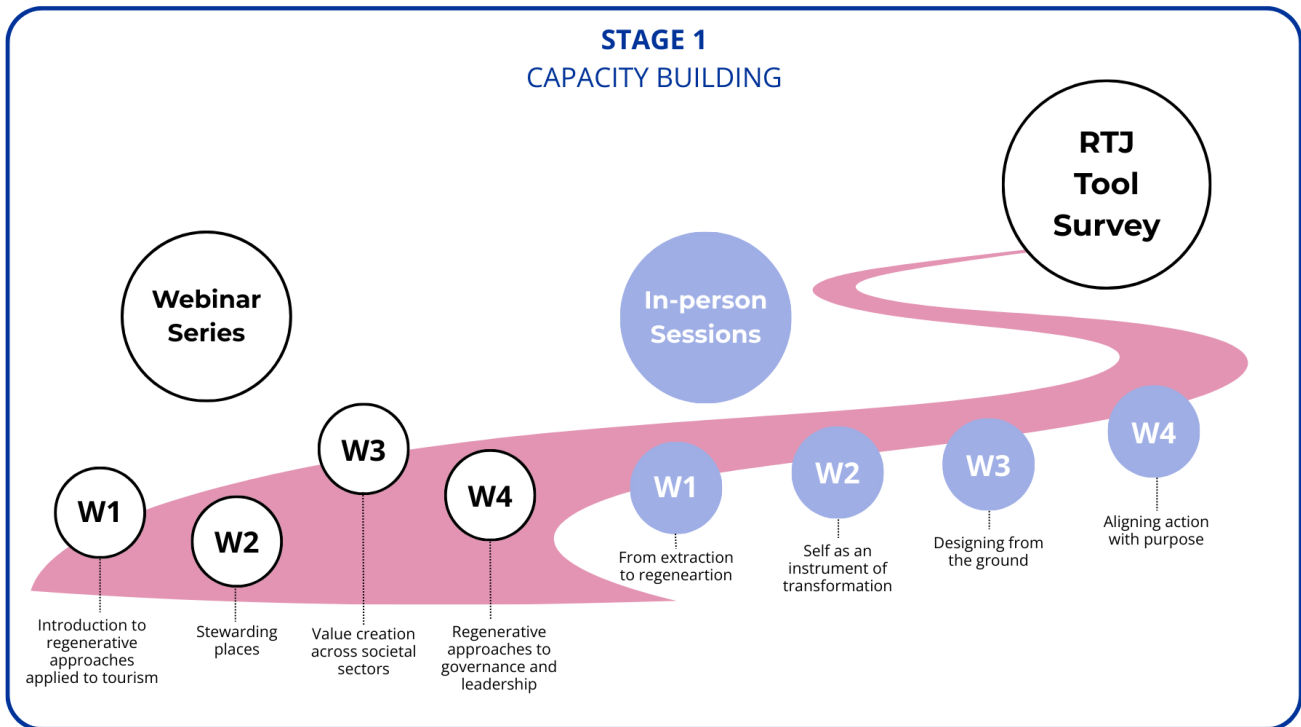 STAGE 1
CAPACITY BUILDING
RTJ
Tool
Survey
Webinar
Series
In-person
Sessions
W1
W2
W3
W4
W1
W2
W3
W4
Introduction to
regenerative
approaches
applied to tourism
Stewarding
places
Value creation
across societal
sectors
Regenerative
approaches to
governance and
leadership
From extraction
to regeneartion
Self as an
instrument of
transformation
Designing from
the ground
Aligning action
with purpose